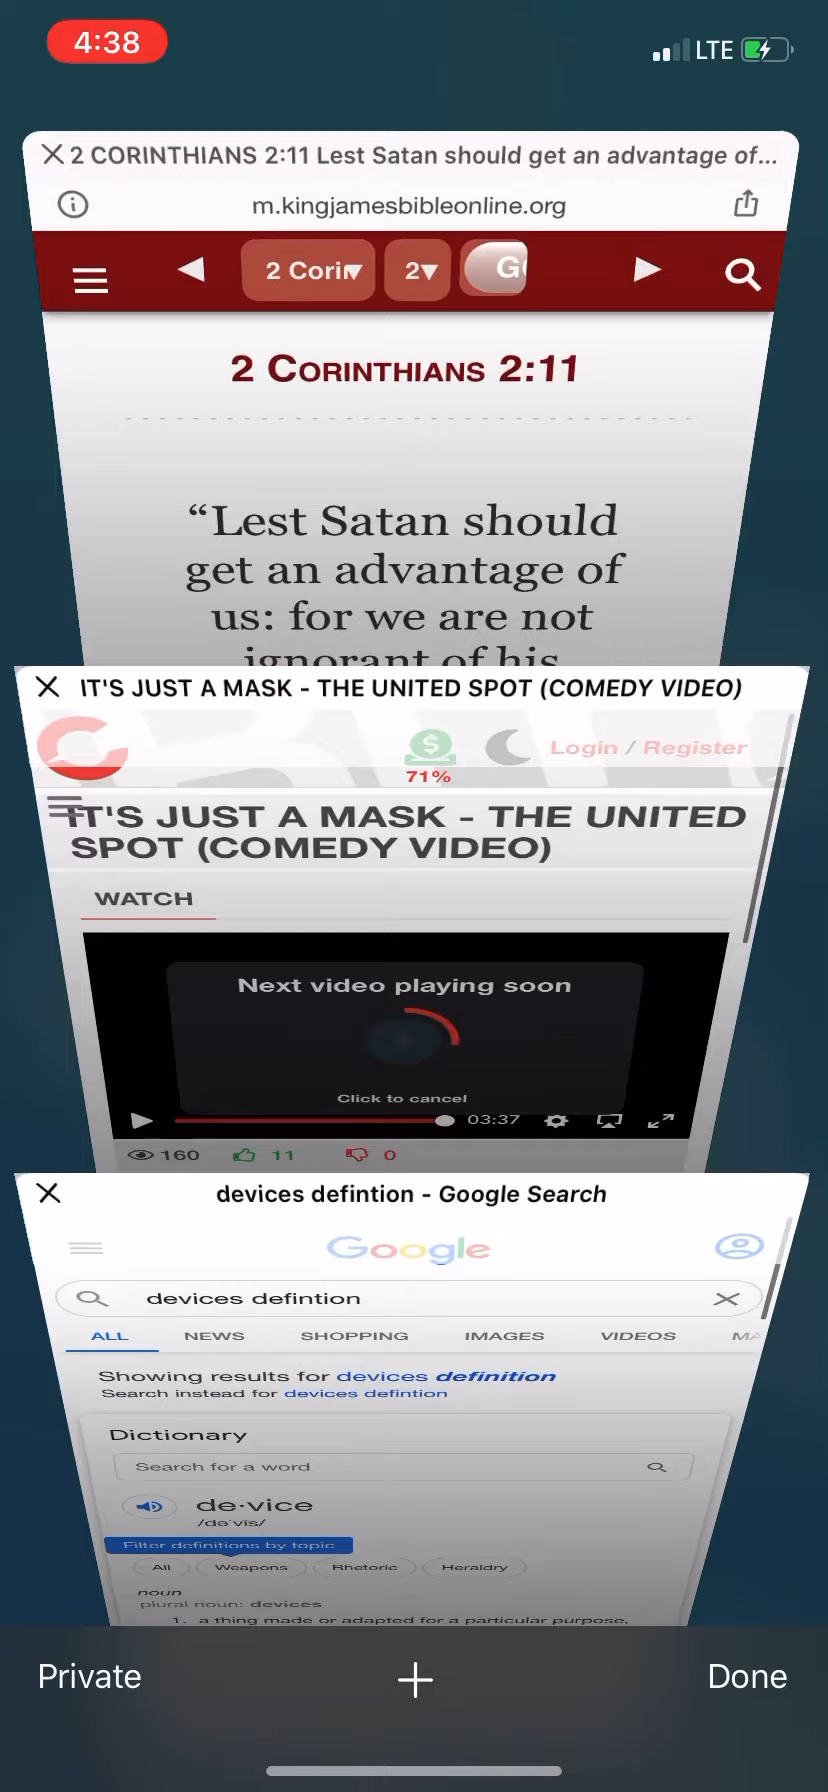 4:38
LTE
2 CORINTHIANS 2:11 Lest Satan should get an advantage of...
m.kingjamesbibleonline.org
2 Corin
2
2 CORINTHIANS 2:11
“Lest Satan should
get an advantage of
us: for we are not
ignorant of his
IT'S JUST A MASK - THE UNITED SPOT (COMEDY VIDEO)
Login / Register
71%
IT'S JUST A MASK - THE UNITED
SPOT (COMEDY VIDEO)
WATCH
Next video playing soon
Click to cancel
03:37
160 11 0
devices defintion - Google Search
Google
devices defintion
ALL NEWS SHOPPING IMAGES VIDEOS
Showing results for devices definition
Search instead for devices defintion
Dictionary
Search for a word
de·vice
/dəˈvīs/
Filter definitions by topic
All Weapons Rhetoric Heraldry
noun
plural noun: devices
1. a thing made or adapted for a particular purpose,
Private
Done